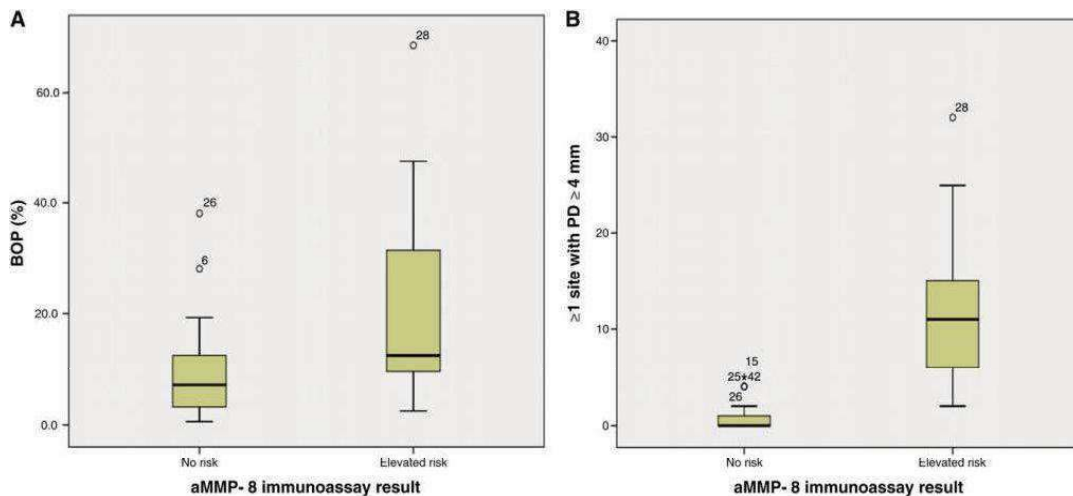 A
BOP (%)
60.0
40.0
20.0
0.0
28
26
6
No risk
Elevated risk
aMMP- 8 immunoassay result
B
≥1 site with PD ≥ 4 mm
40
30
20
10
0
28
15
25 42
26
No risk
Elevated risk
aMMP- 8 immunoassay result